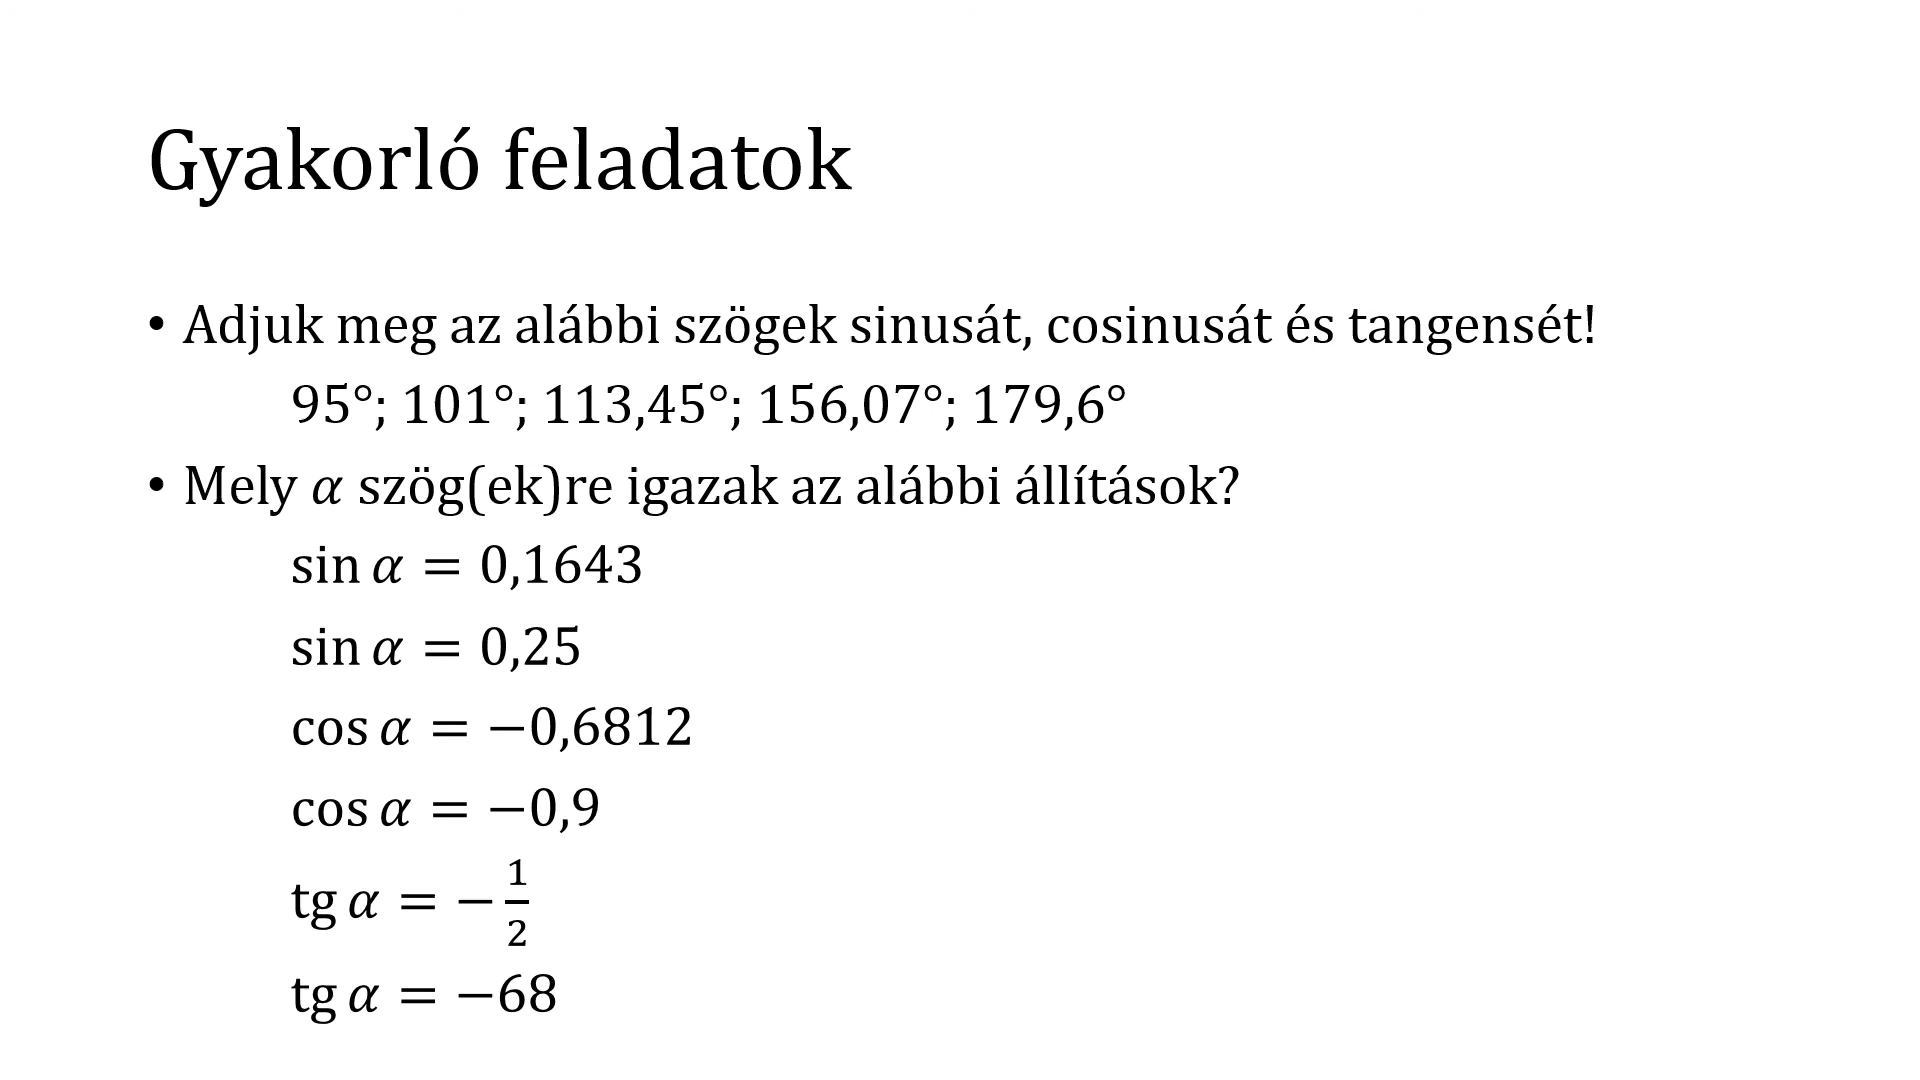 Gyakorló feladatok
• Adjuk meg az alábbi szögek sinusát, cosinusát és tangensét!
95°; 101°; 113,45°; 156,07°; 179,6°
• Mely α szög(ek)re igazak az alábbi állítások?
sin α = 0,1643
sin α = 0,25
cos α = −0,6812
cos α = −0,9
tg α = −1/2
tg α = −68